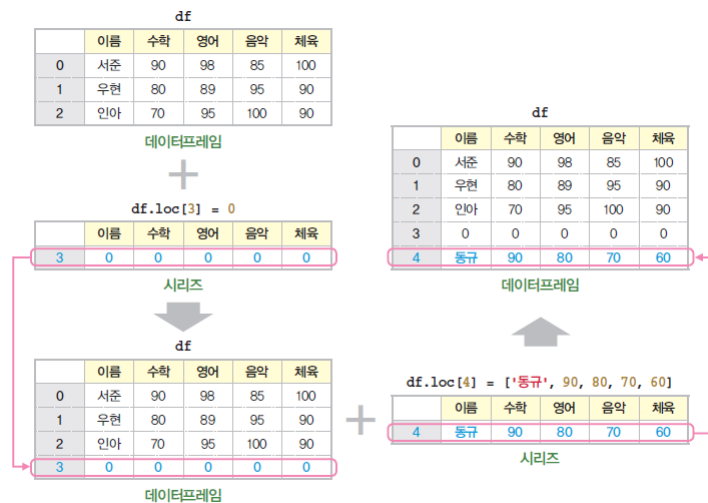 df
이름 수학 영어 음악 체육
0 서준 90 98 85 100
1 우현 80 89 95 90
2 인아 70 95 100 90
데이터프레임
+
df.loc[3] = 0
이름 수학 영어 음악 체육
3 0 0 0 0 0
시리즈
df
이름 수학 영어 음악 체육
0 서준 90 98 85 100
1 우현 80 89 95 90
2 인아 70 95 100 90
3 0 0 0 0 0
데이터프레임
+
df.loc[4] = ['동규', 90, 80, 70, 60]
이름 수학 영어 음악 체육
4 동규 90 80 70 60
시리즈
df
이름 수학 영어 음악 체육
0 서준 90 98 85 100
1 우현 80 89 95 90
2 인아 70 95 100 90
3 0 0 0 0 0
4 동규 90 80 70 60
데이터프레임